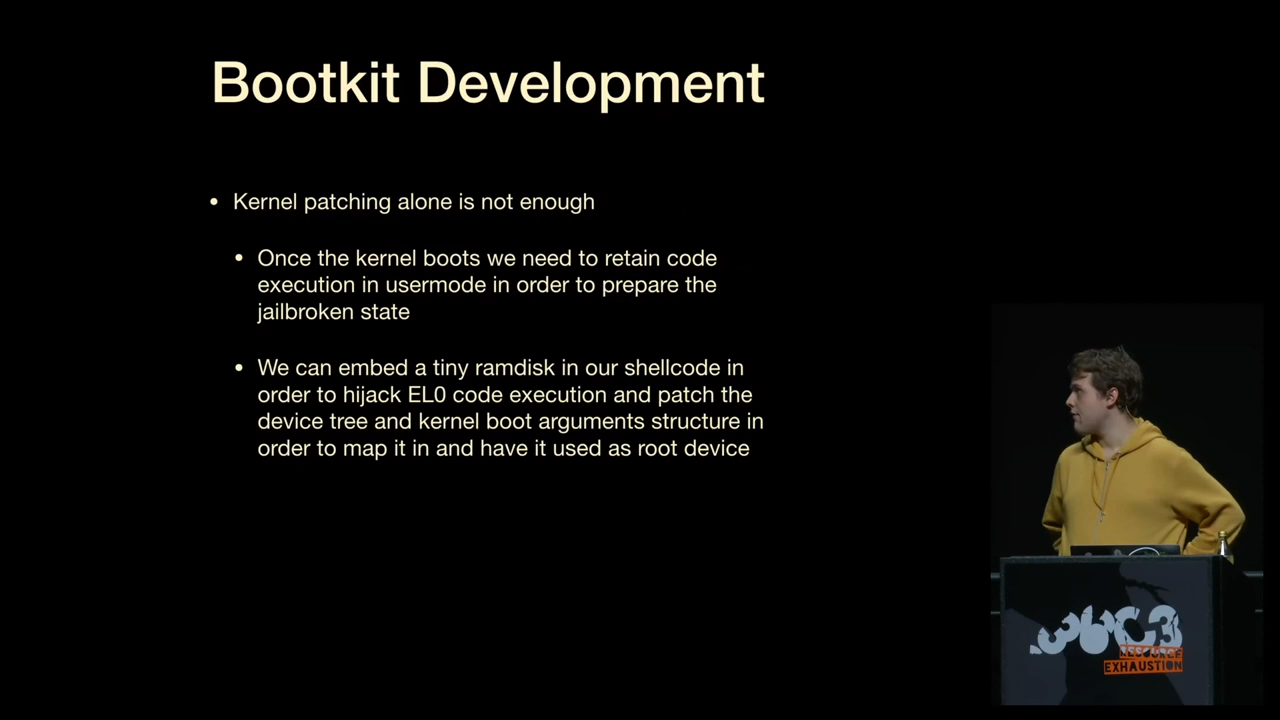 Bootkit Development
• Kernel patching alone is not enough
• Once the kernel boots we need to retain code
execution in usermode in order to prepare the
jailbroken state
• We can embed a tiny ramdisk in our shellcode in
order to hijack EL0 code execution and patch the
device tree and kernel boot arguments structure in
order to map it in and have it used as root device
36C3
RESOURCE
EXHAUSTION